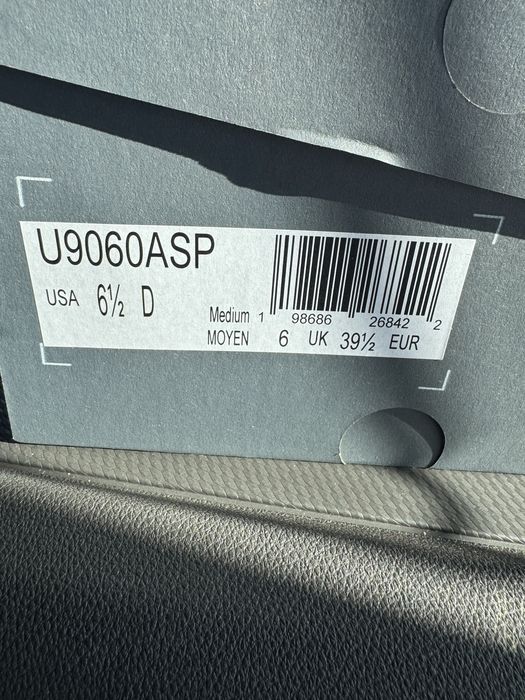 U9060ASP
USA 6½ D
Medium 1 98686 26842 2
MOYEN 6 UK 39½ EUR